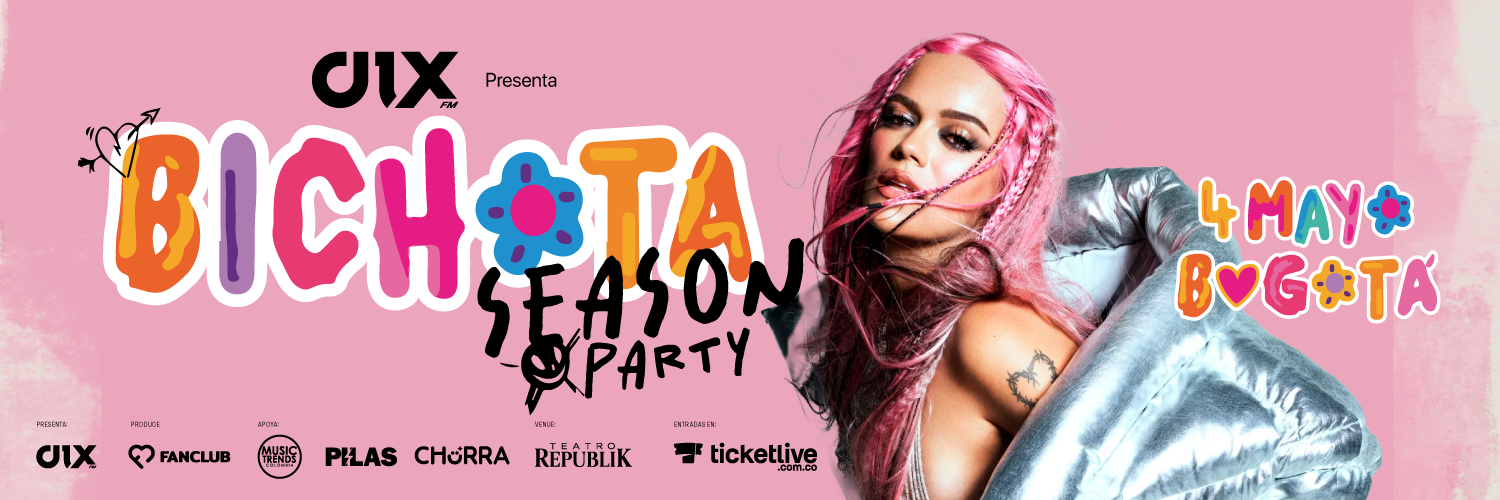 dix FM Presenta
BICHOTA
SEASON
PARTY
4 MAYO
BOGOTÁ
PRESENTA:
dix FM
PRODUCE
FANCLUB
APOYA:
MUSIC
TRENDS
COLOMBIA
PILAS
CHORRA
VENUE:
TEATRO
REPUBLIK
ENTRADAS EN:
ticketlive
.com.co